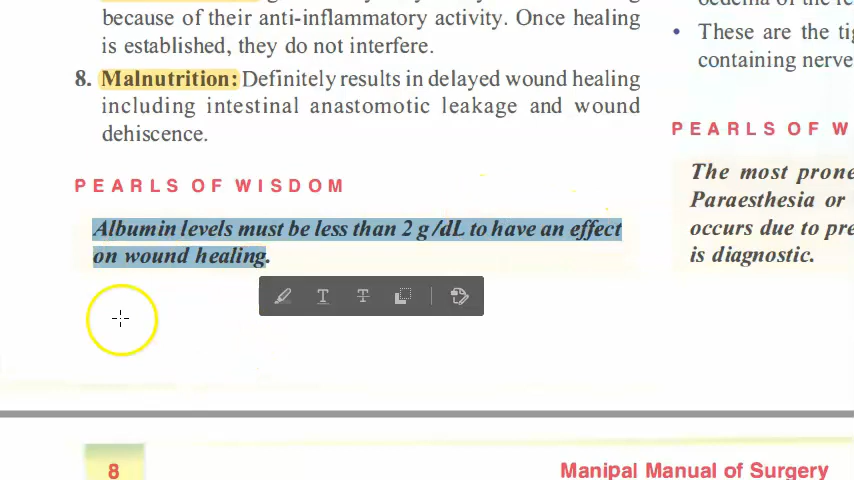 because of their anti-inflammatory activity. Once healing
is established, they do not interfere.
8. Malnutrition: Definitely results in delayed wound healing
including intestinal anastomotic leakage and wound
dehiscence.
PEARLS OF WISDOM
Albumin levels must be less than 2 g/dL to have an effect
on wound healing.
• These are the
containing nerve
PEARLS OF W
The most prone
Paraesthesia or
occurs due to
is diagnostic.
8
Manipal Manual of Surgery